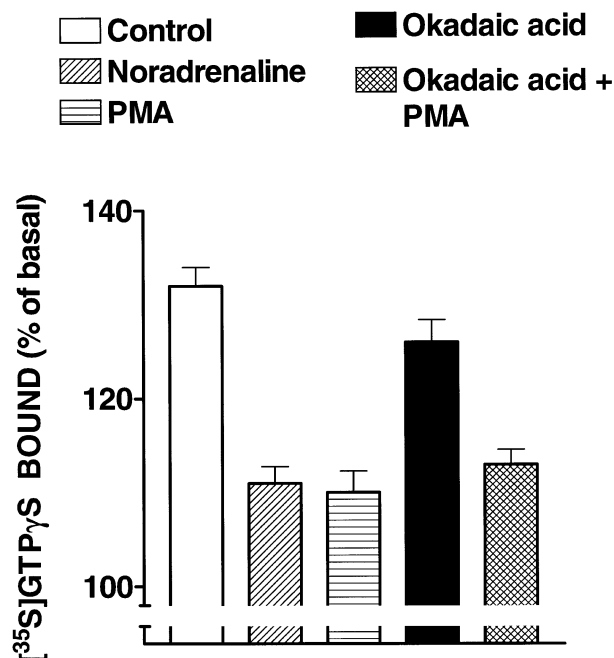 Control
Noradrenaline
PMA
Okadaic acid
Okadaic acid +
PMA
[³⁵S]GTPγS BOUND (% of basal)
140
120
100